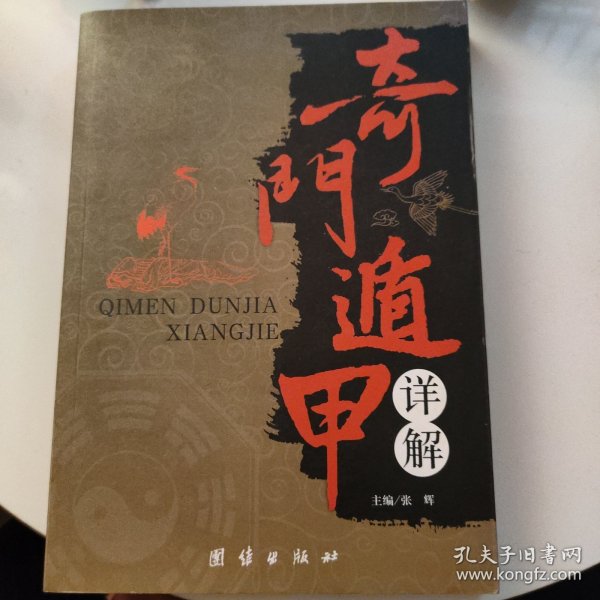 奇門遁甲
详解
QIMEN DUNJIA
XIANGJIE
主编/张 辉
團结出版社
孔夫子旧书网
www.kongfz.com